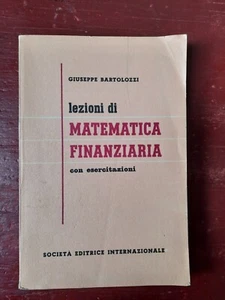 GIUSEPPE BARTOLOZZI
lezioni di
MATEMATICA
FINANZIARIA
con esercitazioni
SOCIETÀ EDITRICE INTERNAZIONALE